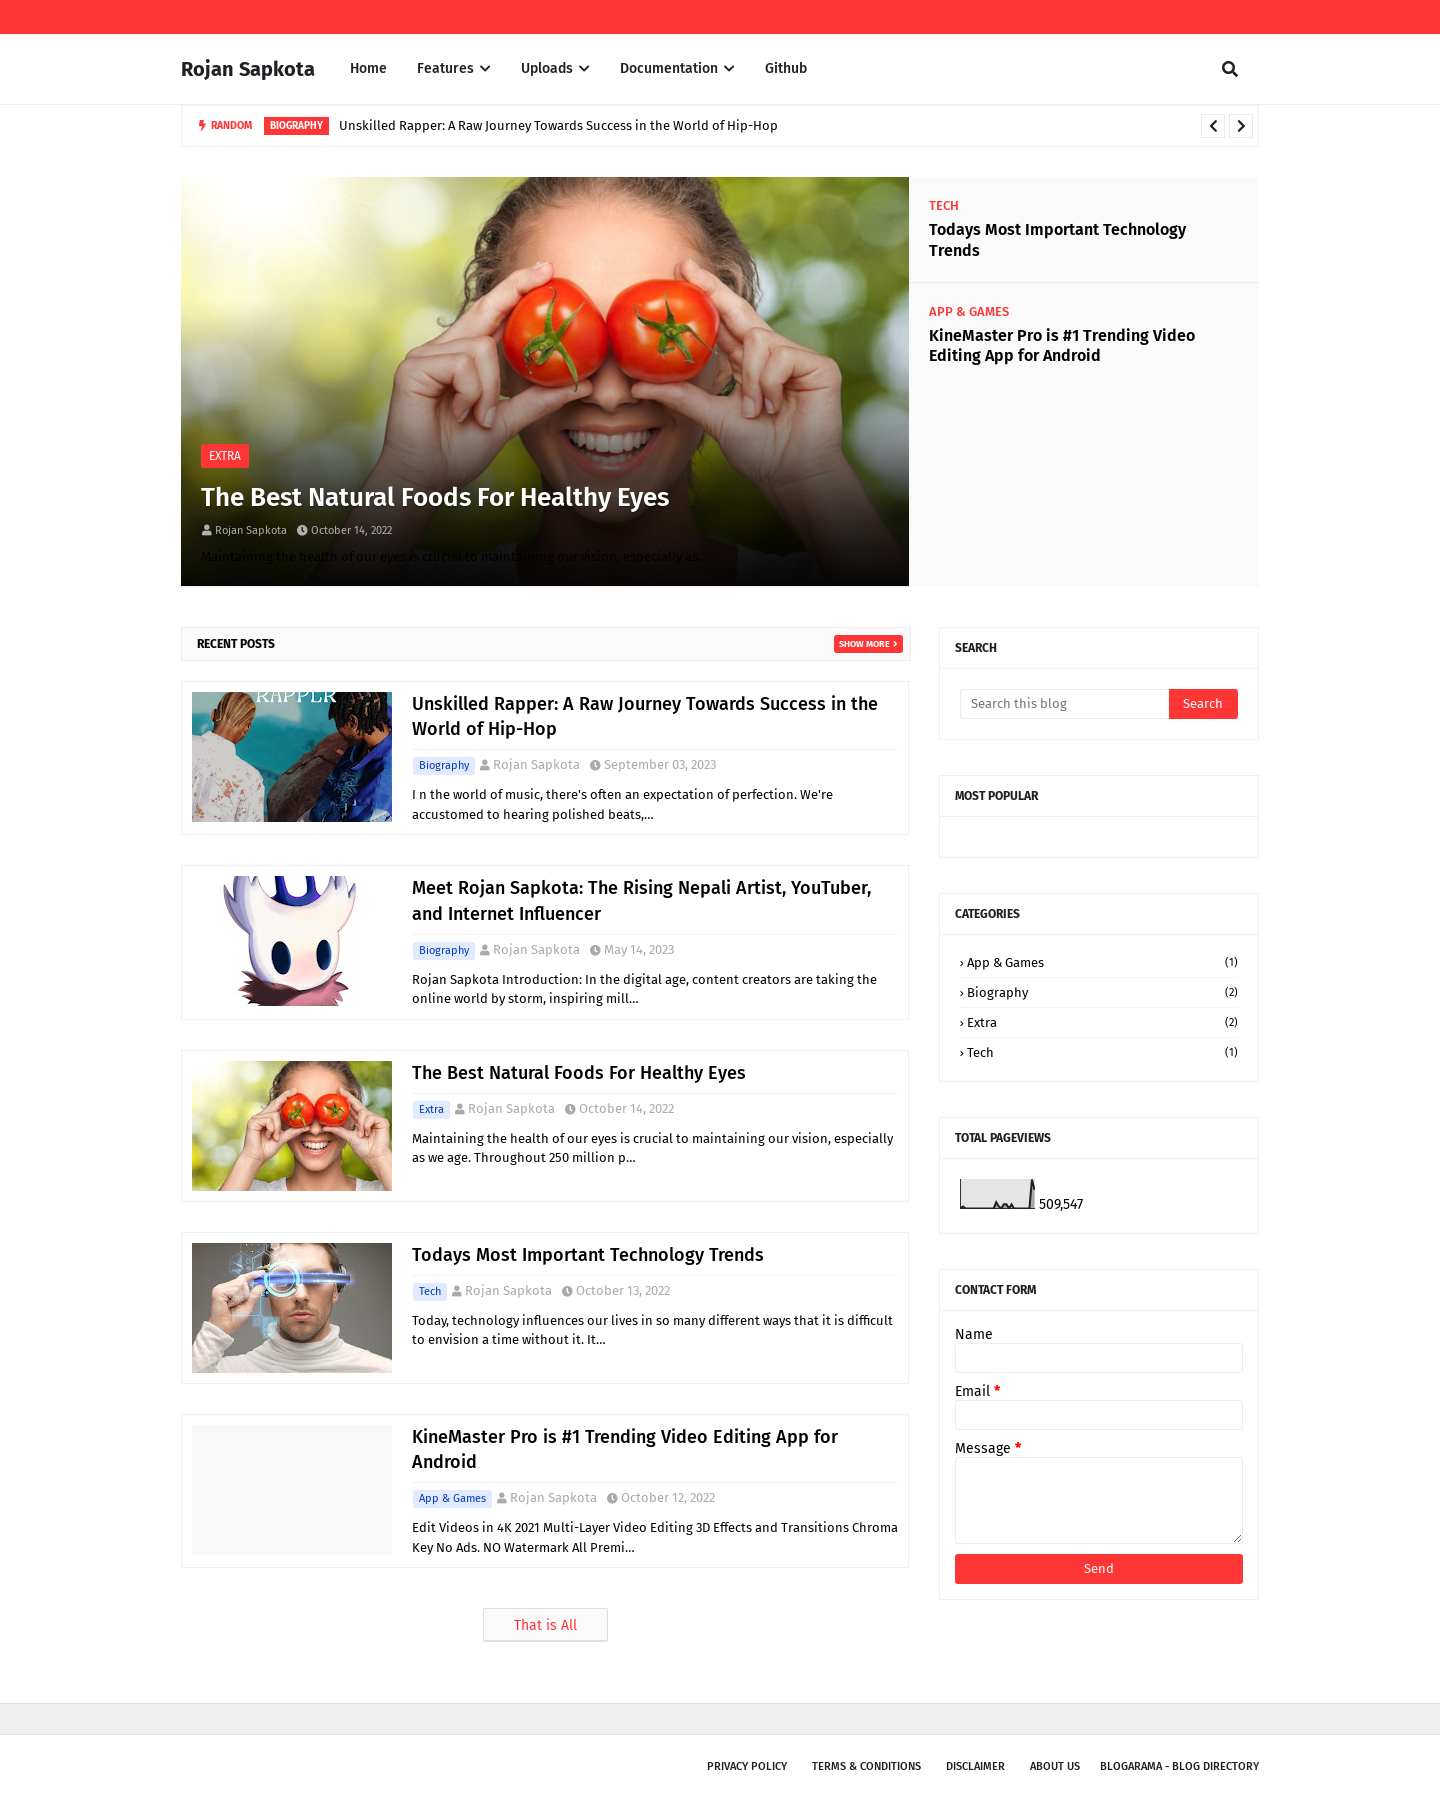 Rojan Sapkota
Home
Features
Uploads
Documentation
Github
RANDOM
BIOGRAPHY
Unskilled Rapper: A Raw Journey Towards Success in the World of Hip-Hop
EXTRA
The Best Natural Foods For Healthy Eyes
Rojan Sapkota October 14, 2022
Maintaining the health of our eyes is crucial to maintaining our vision, especially as...
TECH
Todays Most Important Technology
Trends
APP & GAMES
KineMaster Pro is #1 Trending Video
Editing App for Android
RECENT POSTS
SHOW MORE ›
RAPPER
Unskilled Rapper: A Raw Journey Towards Success in the
World of Hip-Hop
Biography Rojan Sapkota September 03, 2023
I n the world of music, there's often an expectation of perfection. We're
accustomed to hearing polished beats,...
Meet Rojan Sapkota: The Rising Nepali Artist, YouTuber,
and Internet Influencer
Biography Rojan Sapkota May 14, 2023
Rojan Sapkota Introduction: In the digital age, content creators are taking the
online world by storm, inspiring mill...
The Best Natural Foods For Healthy Eyes
Extra Rojan Sapkota October 14, 2022
Maintaining the health of our eyes is crucial to maintaining our vision, especially
as we age. Throughout 250 million p...
Todays Most Important Technology Trends
Tech Rojan Sapkota October 13, 2022
Today, technology influences our lives in so many different ways that it is difficult
to envision a time without it. It...
KineMaster Pro is #1 Trending Video Editing App for
Android
App & Games Rojan Sapkota October 12, 2022
Edit Videos in 4K 2021 Multi-Layer Video Editing 3D Effects and Transitions Chroma
Key No Ads. NO Watermark All Premi...
That is All
SEARCH
Search this blog
Search
MOST POPULAR
CATEGORIES
› App & Games (1)
› Biography (2)
› Extra (2)
› Tech (1)
TOTAL PAGEVIEWS
509,547
CONTACT FORM
Name
Email *
Message *
Send
PRIVACY POLICY
TERMS & CONDITIONS
DISCLAIMER
ABOUT US
BLOGARAMA - BLOG DIRECTORY